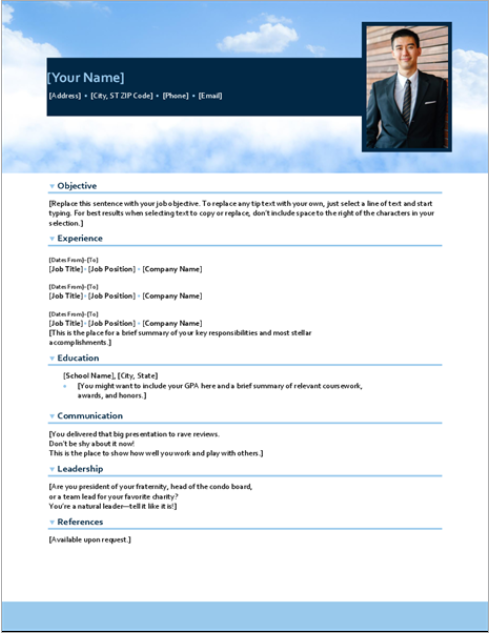 [Your Name]
[Address] • [City, ST ZIP Code] • [Phone] • [Email]
Objective
[Replace this sentence with your job objective. To replace any tip text with your own, just select a line of text and start
typing. For best results when selecting text to copy or replace, don't include space to the right of the characters in your
selection.]
Experience
[Dates From]-[To]
[Job Title] - [Job Position] - [Company Name]
[Dates From]-[To]
[Job Title] - [Job Position] - [Company Name]
[Dates From]-[To]
[Job Title] - [Job Position] - [Company Name]
[This is the place for a brief summary of your key responsibilities and most stellar
accomplishments.]
Education
[School Name], [City, State]
• [You might want to include your GPA here and a brief summary of relevant coursework,
awards, and honors.]
Communication
[You delivered that big presentation to rave reviews.
Don't be shy about it now!
This is the place to show how well you work and play with others.]
Leadership
[Are you president of your fraternity, head of the condo board,
or a team lead for your favorite charity?
You're a natural leader—tell it like it is!]
References
[Available upon request.]